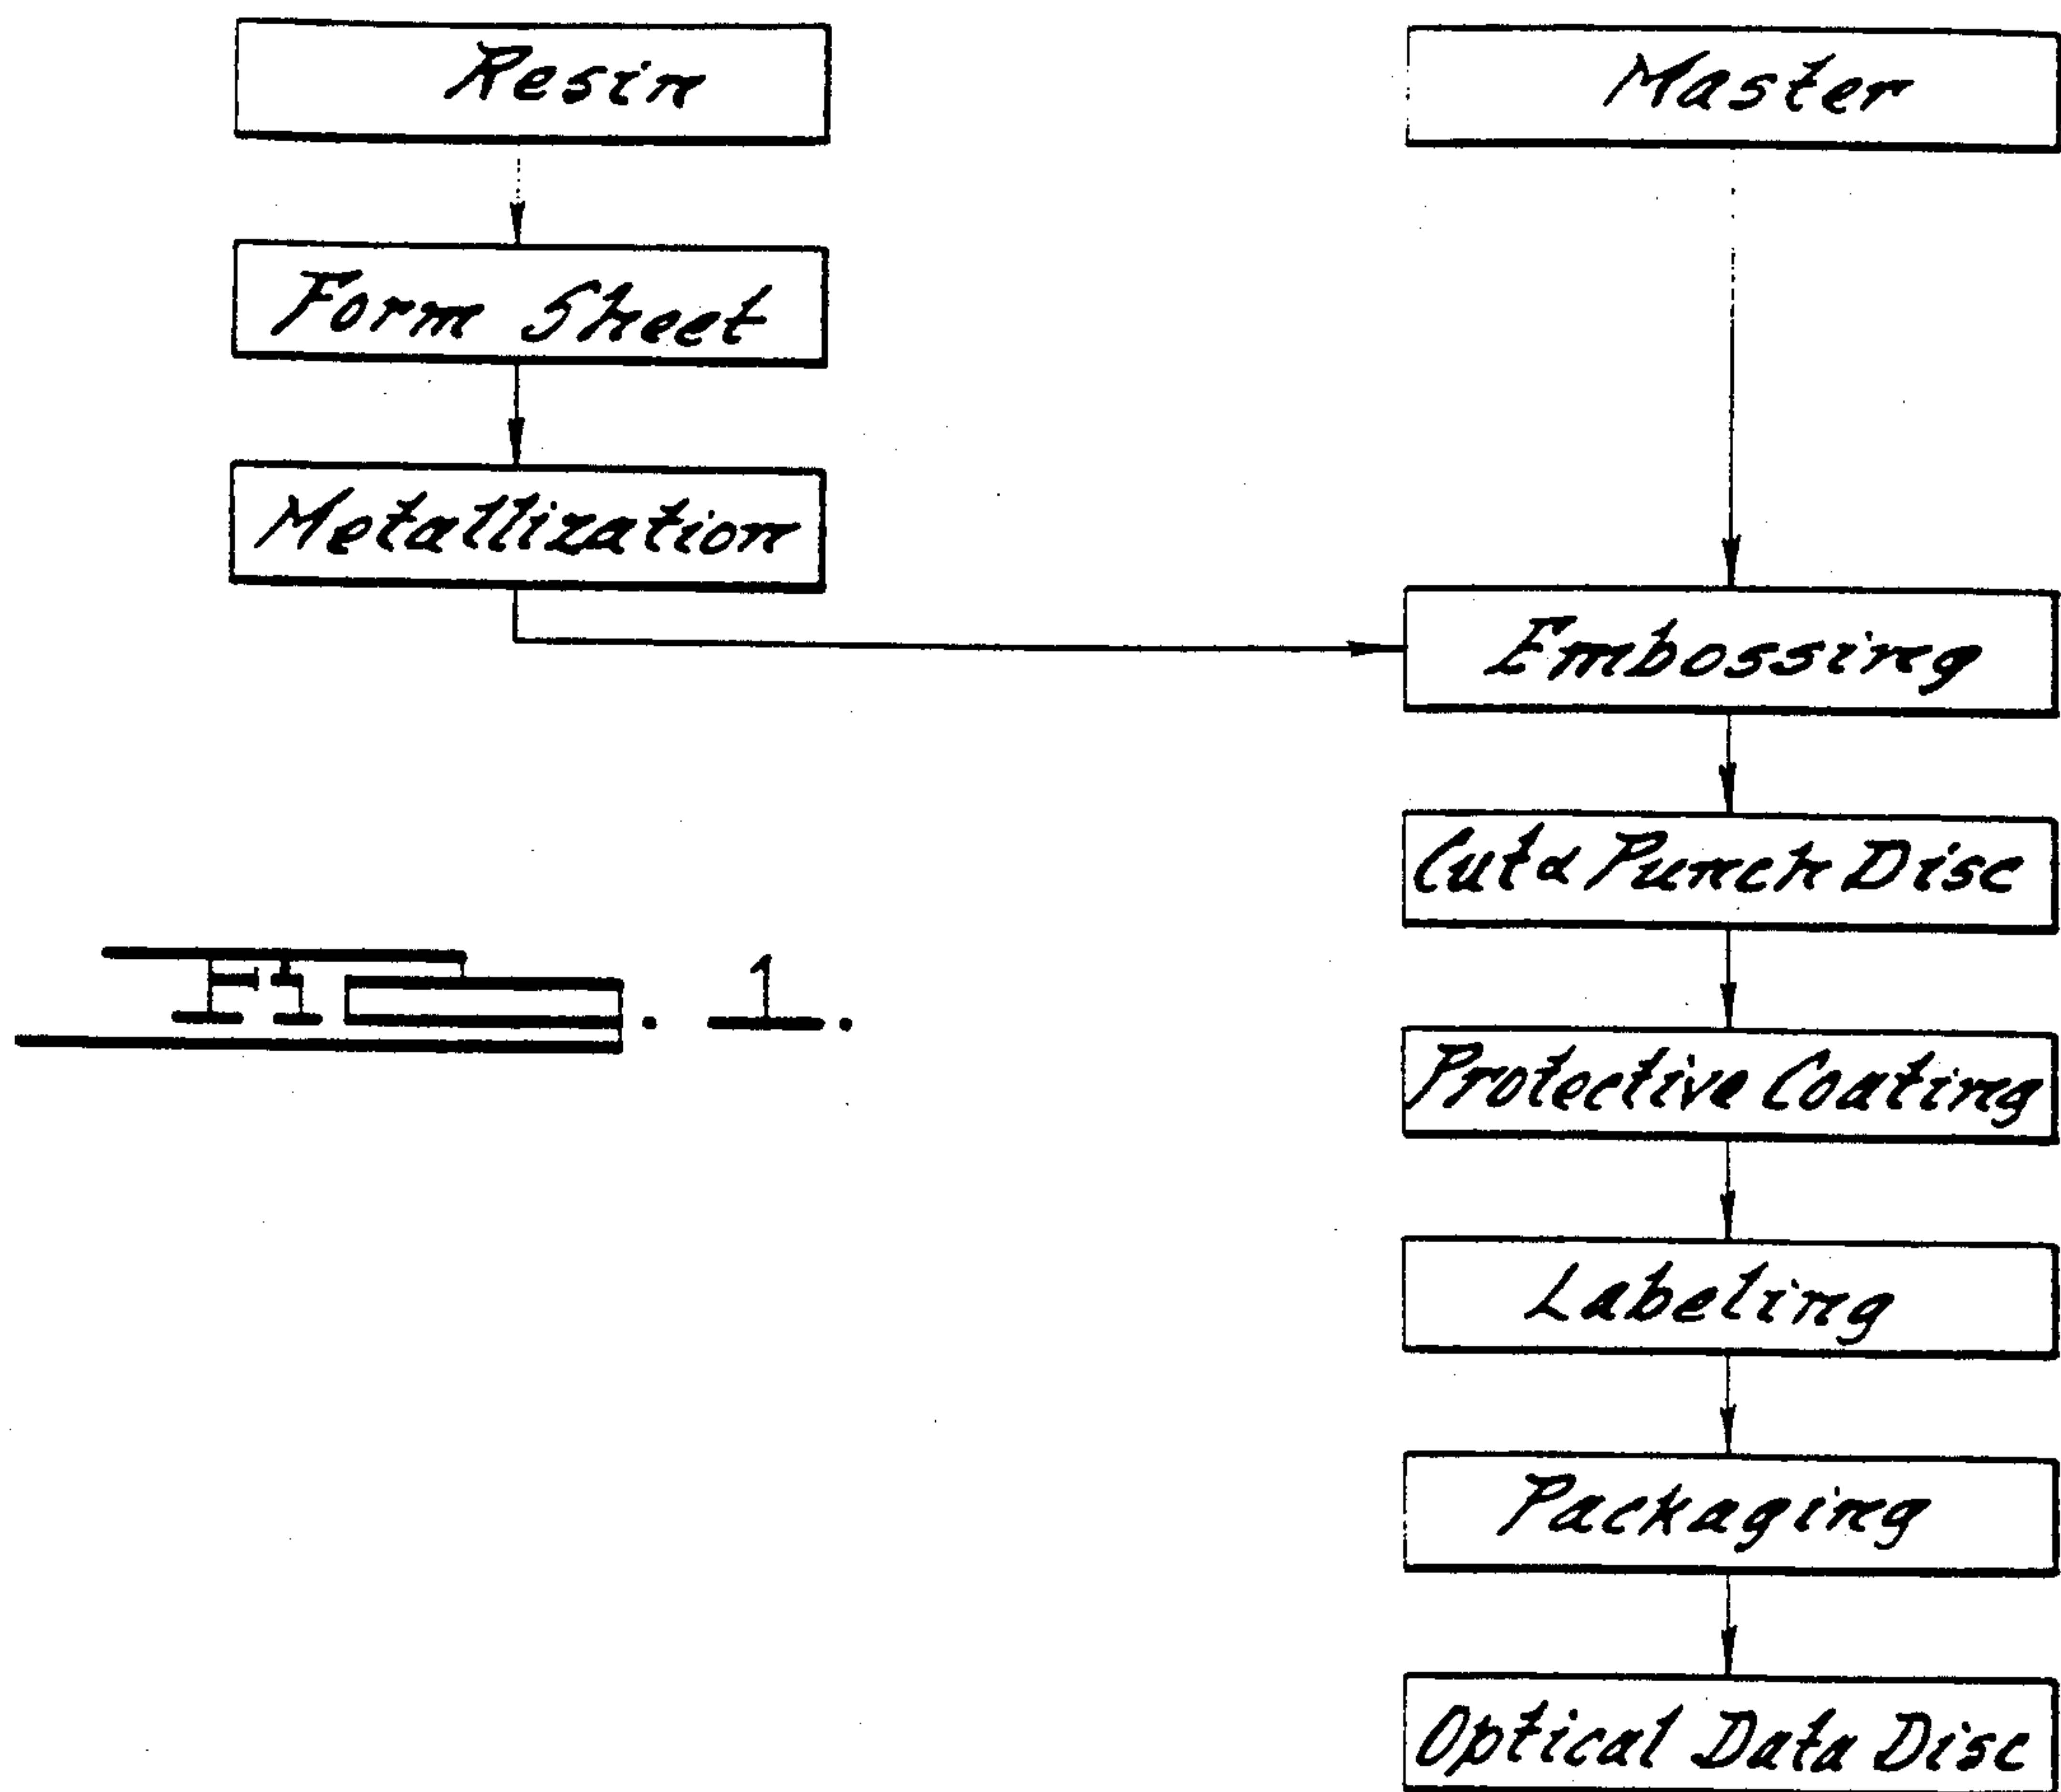 Resin
Master
Form Sheet
Metallization
Embossing
Cut & Punch Disc
Fig. 1.
Protective Coating
Labeling
Packaging
Optical Data Disc